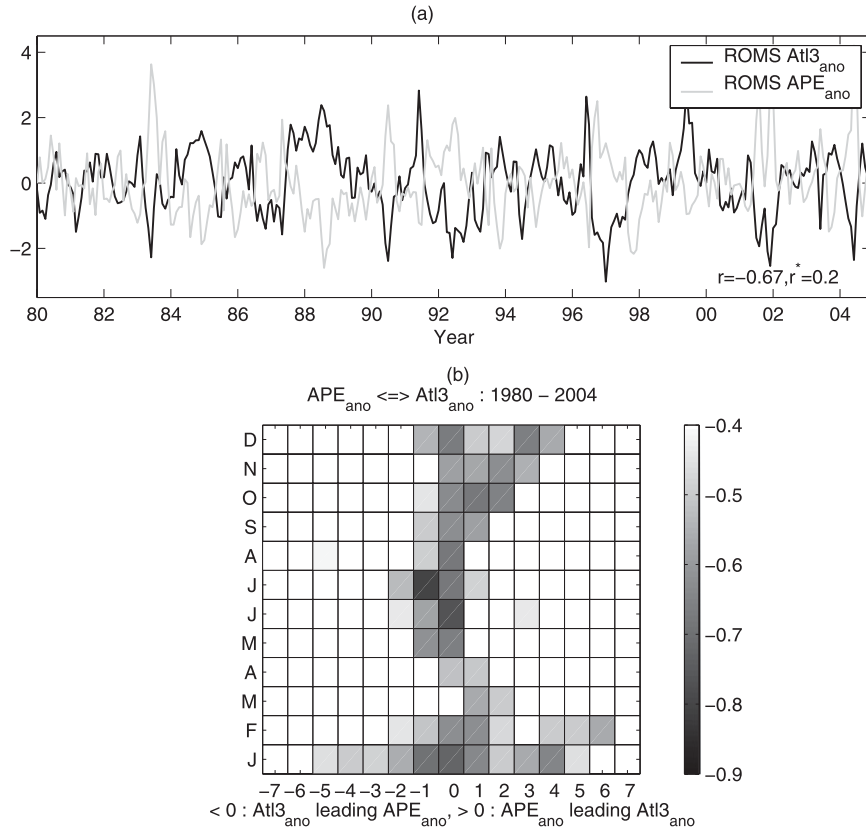 (a)
4
2
0
−2
ROMS Atl3ano
ROMS APEano
r=−0.67,r*=0.2
80 82 84 86 88 90 92 94 96 98 00 02 04
Year
(b)
APEano <=> Atl3ano : 1980 − 2004
D
N
O
S
A
J
J
M
A
M
F
J
−0.4
−0.5
−0.6
−0.7
−0.8
−0.9
−7 −6 −5 −4 −3 −2 −1 0 1 2 3 4 5 6 7
< 0 : Atl3ano leading APEano, > 0 : APEano leading Atl3ano